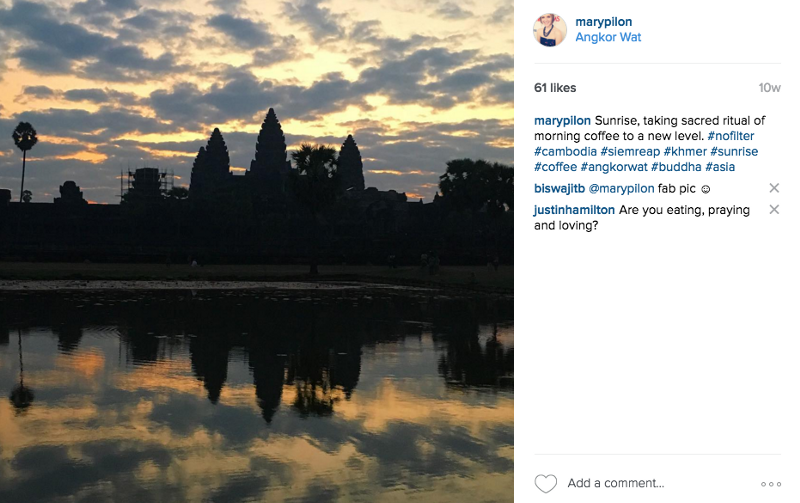 marypilon
Angkor Wat
61 likes
10w
marypilon Sunrise, taking sacred ritual of
morning coffee to a new level. #nofilter
#cambodia #siemreap #khmer #sunrise
#coffee #angkorwat #buddha #asia
biswajitb @marypilon fab pic ☺
justinhamilton Are you eating, praying
and loving?
Add a comment...